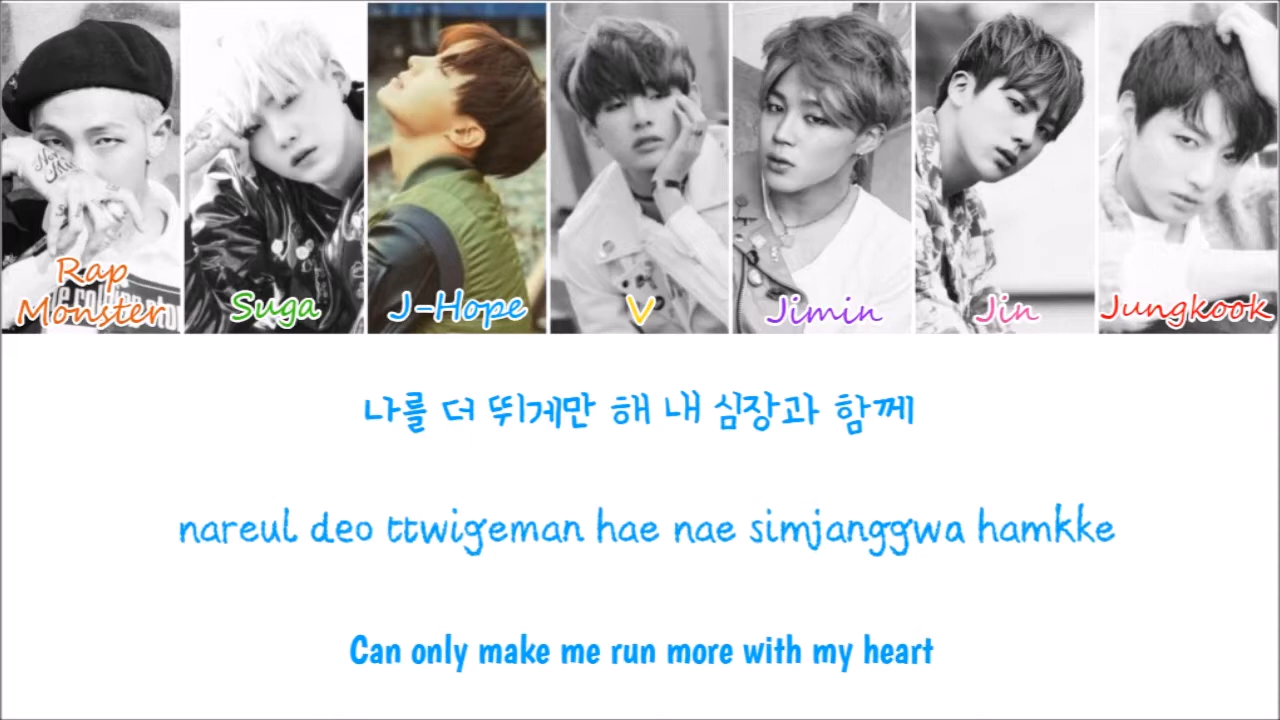 Rap
Monster
Suga
J-Hope
V
Jimin
Jin
Jungkook
나를 더 뛰게만 해 내 심장과 함께
nareul deo ttwigeman hae nae simjanggwa hamkke
Can only make me run more with my heart